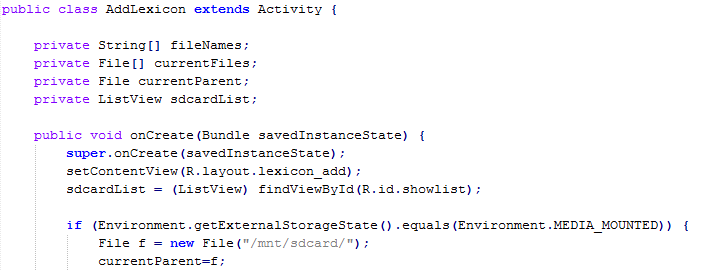 public class AddLexicon extends Activity {
private String[] fileNames;
private File[] currentFiles;
private File currentParent;
private ListView sdcardList;
public void onCreate(Bundle savedInstanceState) {
super.onCreate(savedInstanceState);
setContentView(R.layout.lexicon_add);
sdcardList = (ListView) findViewById(R.id.showlist);
if (Environment.getExternalStorageState().equals(Environment.MEDIA_MOUNTED)) {
File f = new File("/mnt/sdcard/");
currentParent=f;